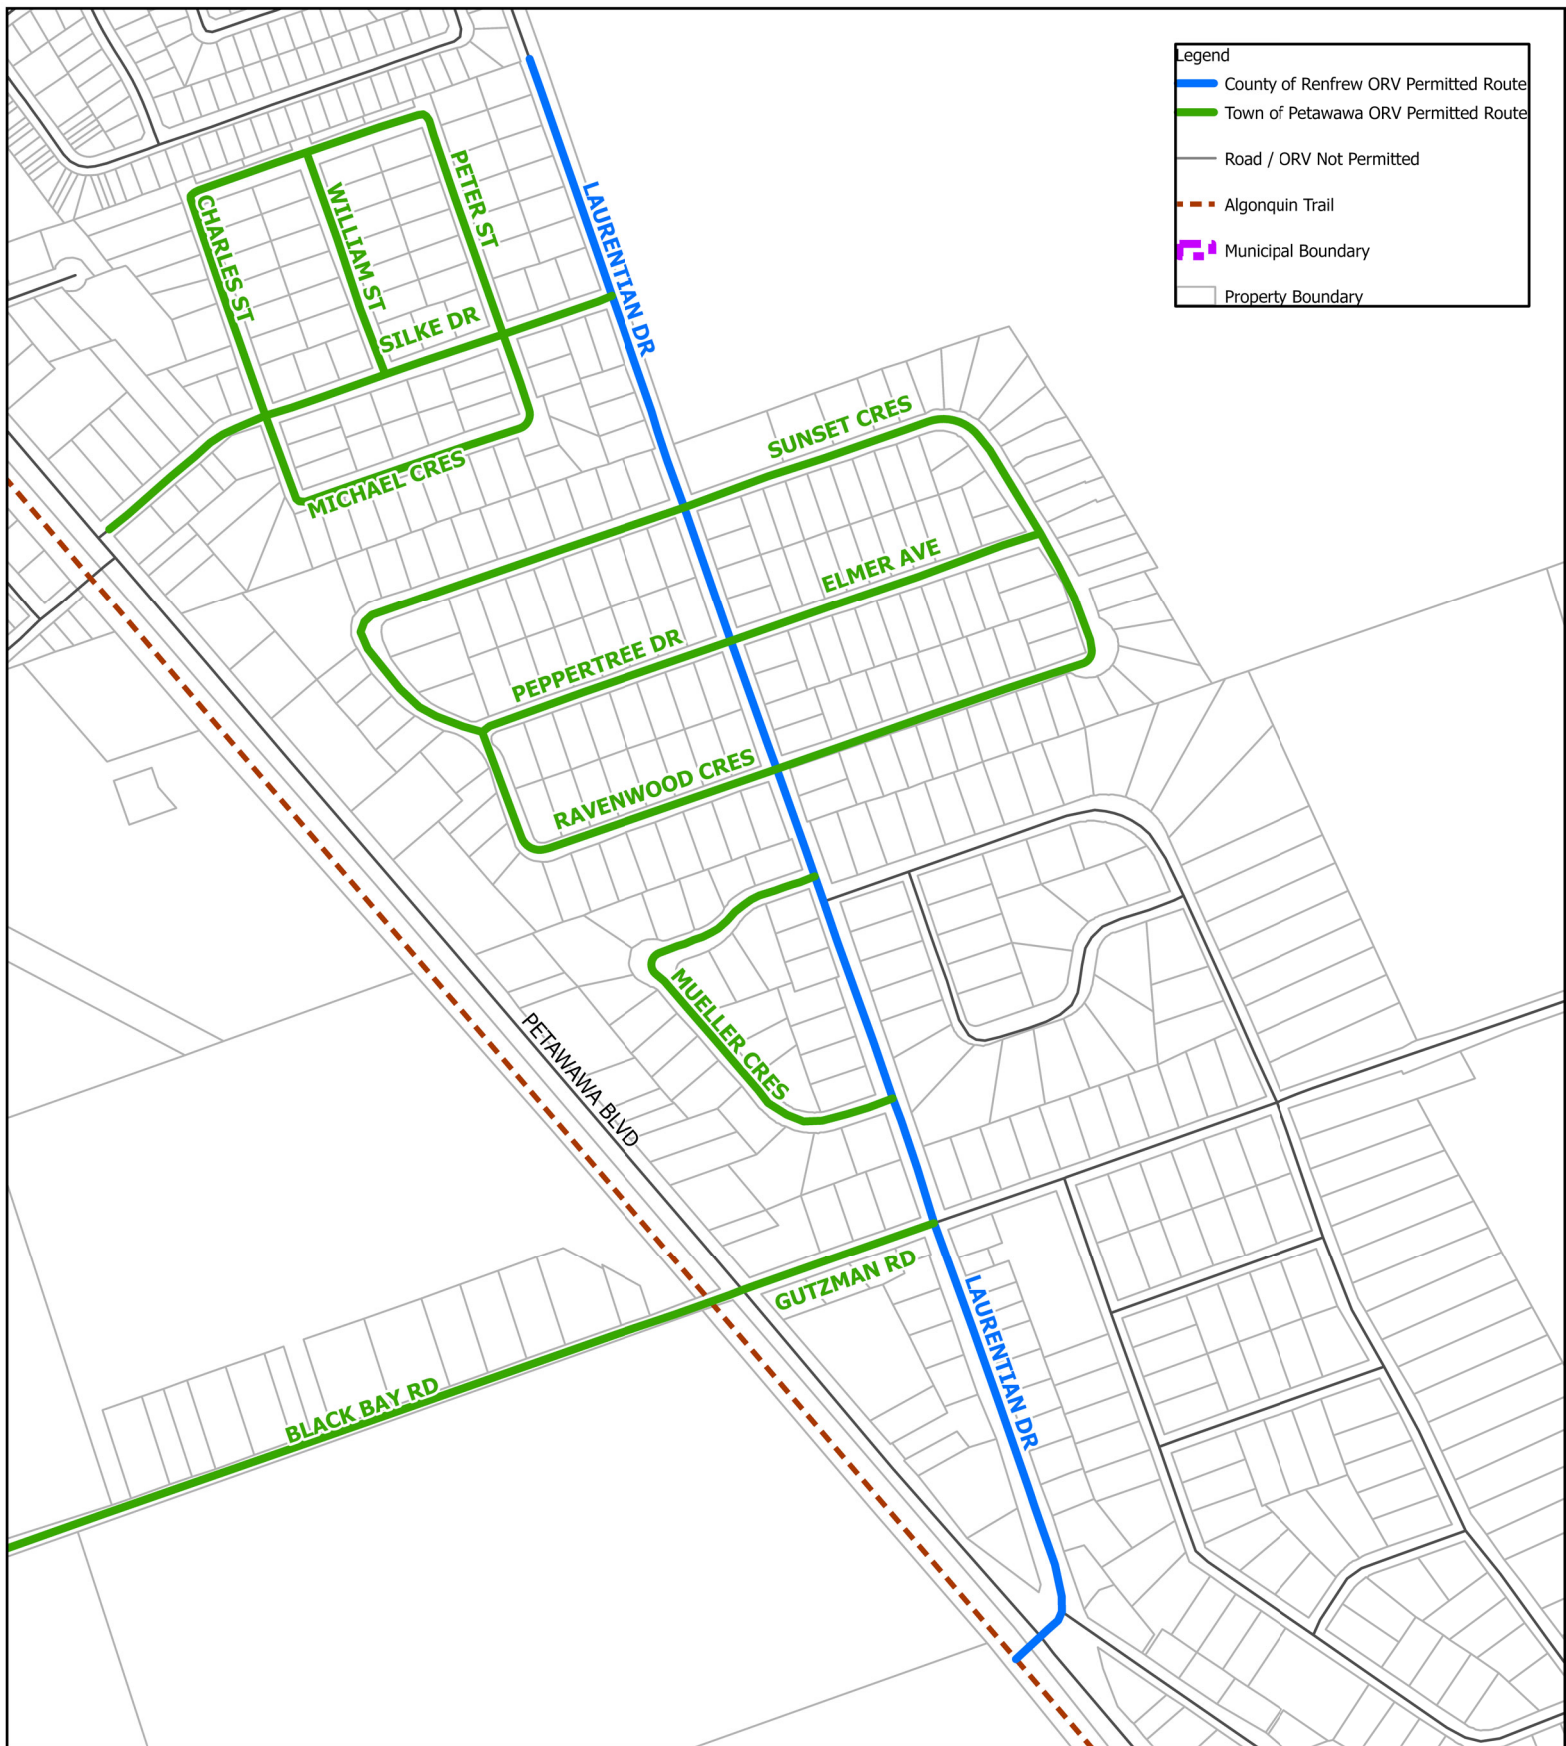 Legend
County of Renfrew ORV Permitted Route
Town of Petawawa ORV Permitted Route
Road / ORV Not Permitted
Algonquin Trail
Municipal Boundary
Property Boundary
CHARLES ST
WILLIAM ST
PETER ST
LAURENTIAN DR
SILKE DR
MICHAEL CRES
SUNSET CRES
ELMER AVE
PEPPERTREE DR
RAVENWOOD CRES
MUELLER CRES
PETAWAWA BLVD
GUTZMAN RD
LAURENTIAN DR
BLACK BAY RD